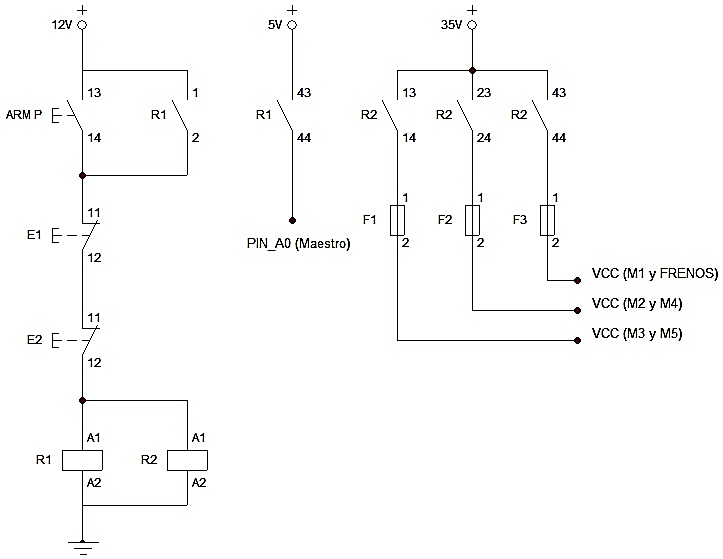 + + +
12V 5V 35V
13 1 43 13 23 43
ARM P R1 R1 R2 R2 R2
14 2 44 14 24 44
1 1 1
F1 F2 F3
2 2 2
11
E1
12
PIN_A0 (Maestro)
VCC (M1 y FRENOS)
VCC (M2 y M4)
VCC (M3 y M5)
11
E2
12
A1 A1
R1 R2
A2 A2